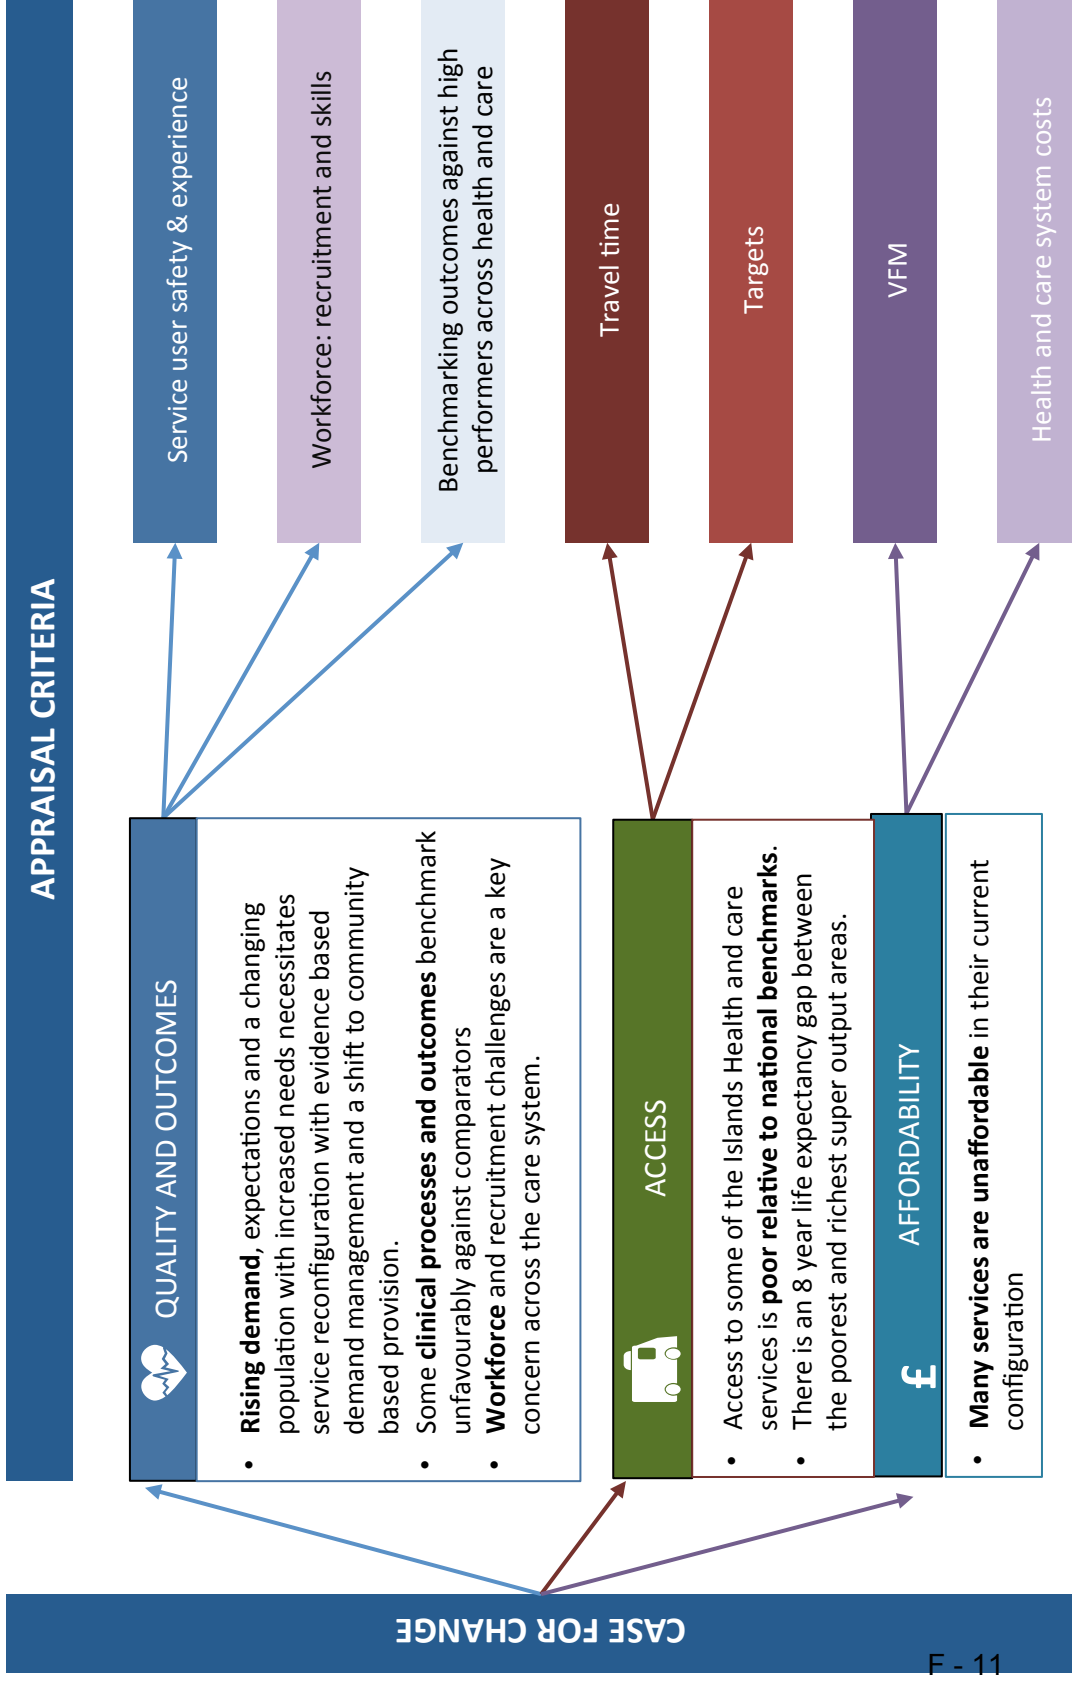 APPRAISAL CRITERIA
CASE FOR CHANGE
QUALITY AND OUTCOMES
• Rising demand, expectations and a changing
population with increased needs necessitates
service reconfiguration with evidence based
demand management and a shift to community
based provision.
• Some clinical processes and outcomes benchmark
unfavourably against comparators
• Workforce and recruitment challenges are a key
concern across the care system.
ACCESS
• Access to some of the Islands Health and care
services is poor relative to national benchmarks.
• There is an 8 year life expectancy gap between
the poorest and richest super output areas.
£ AFFORDABILITY
• Many services are unaffordable in their current
configuration
Service user safety & experience
Workforce: recruitment and skills
Benchmarking outcomes against high
performers across health and care
Travel time
Targets
VFM
Health and care system costs
F - 11